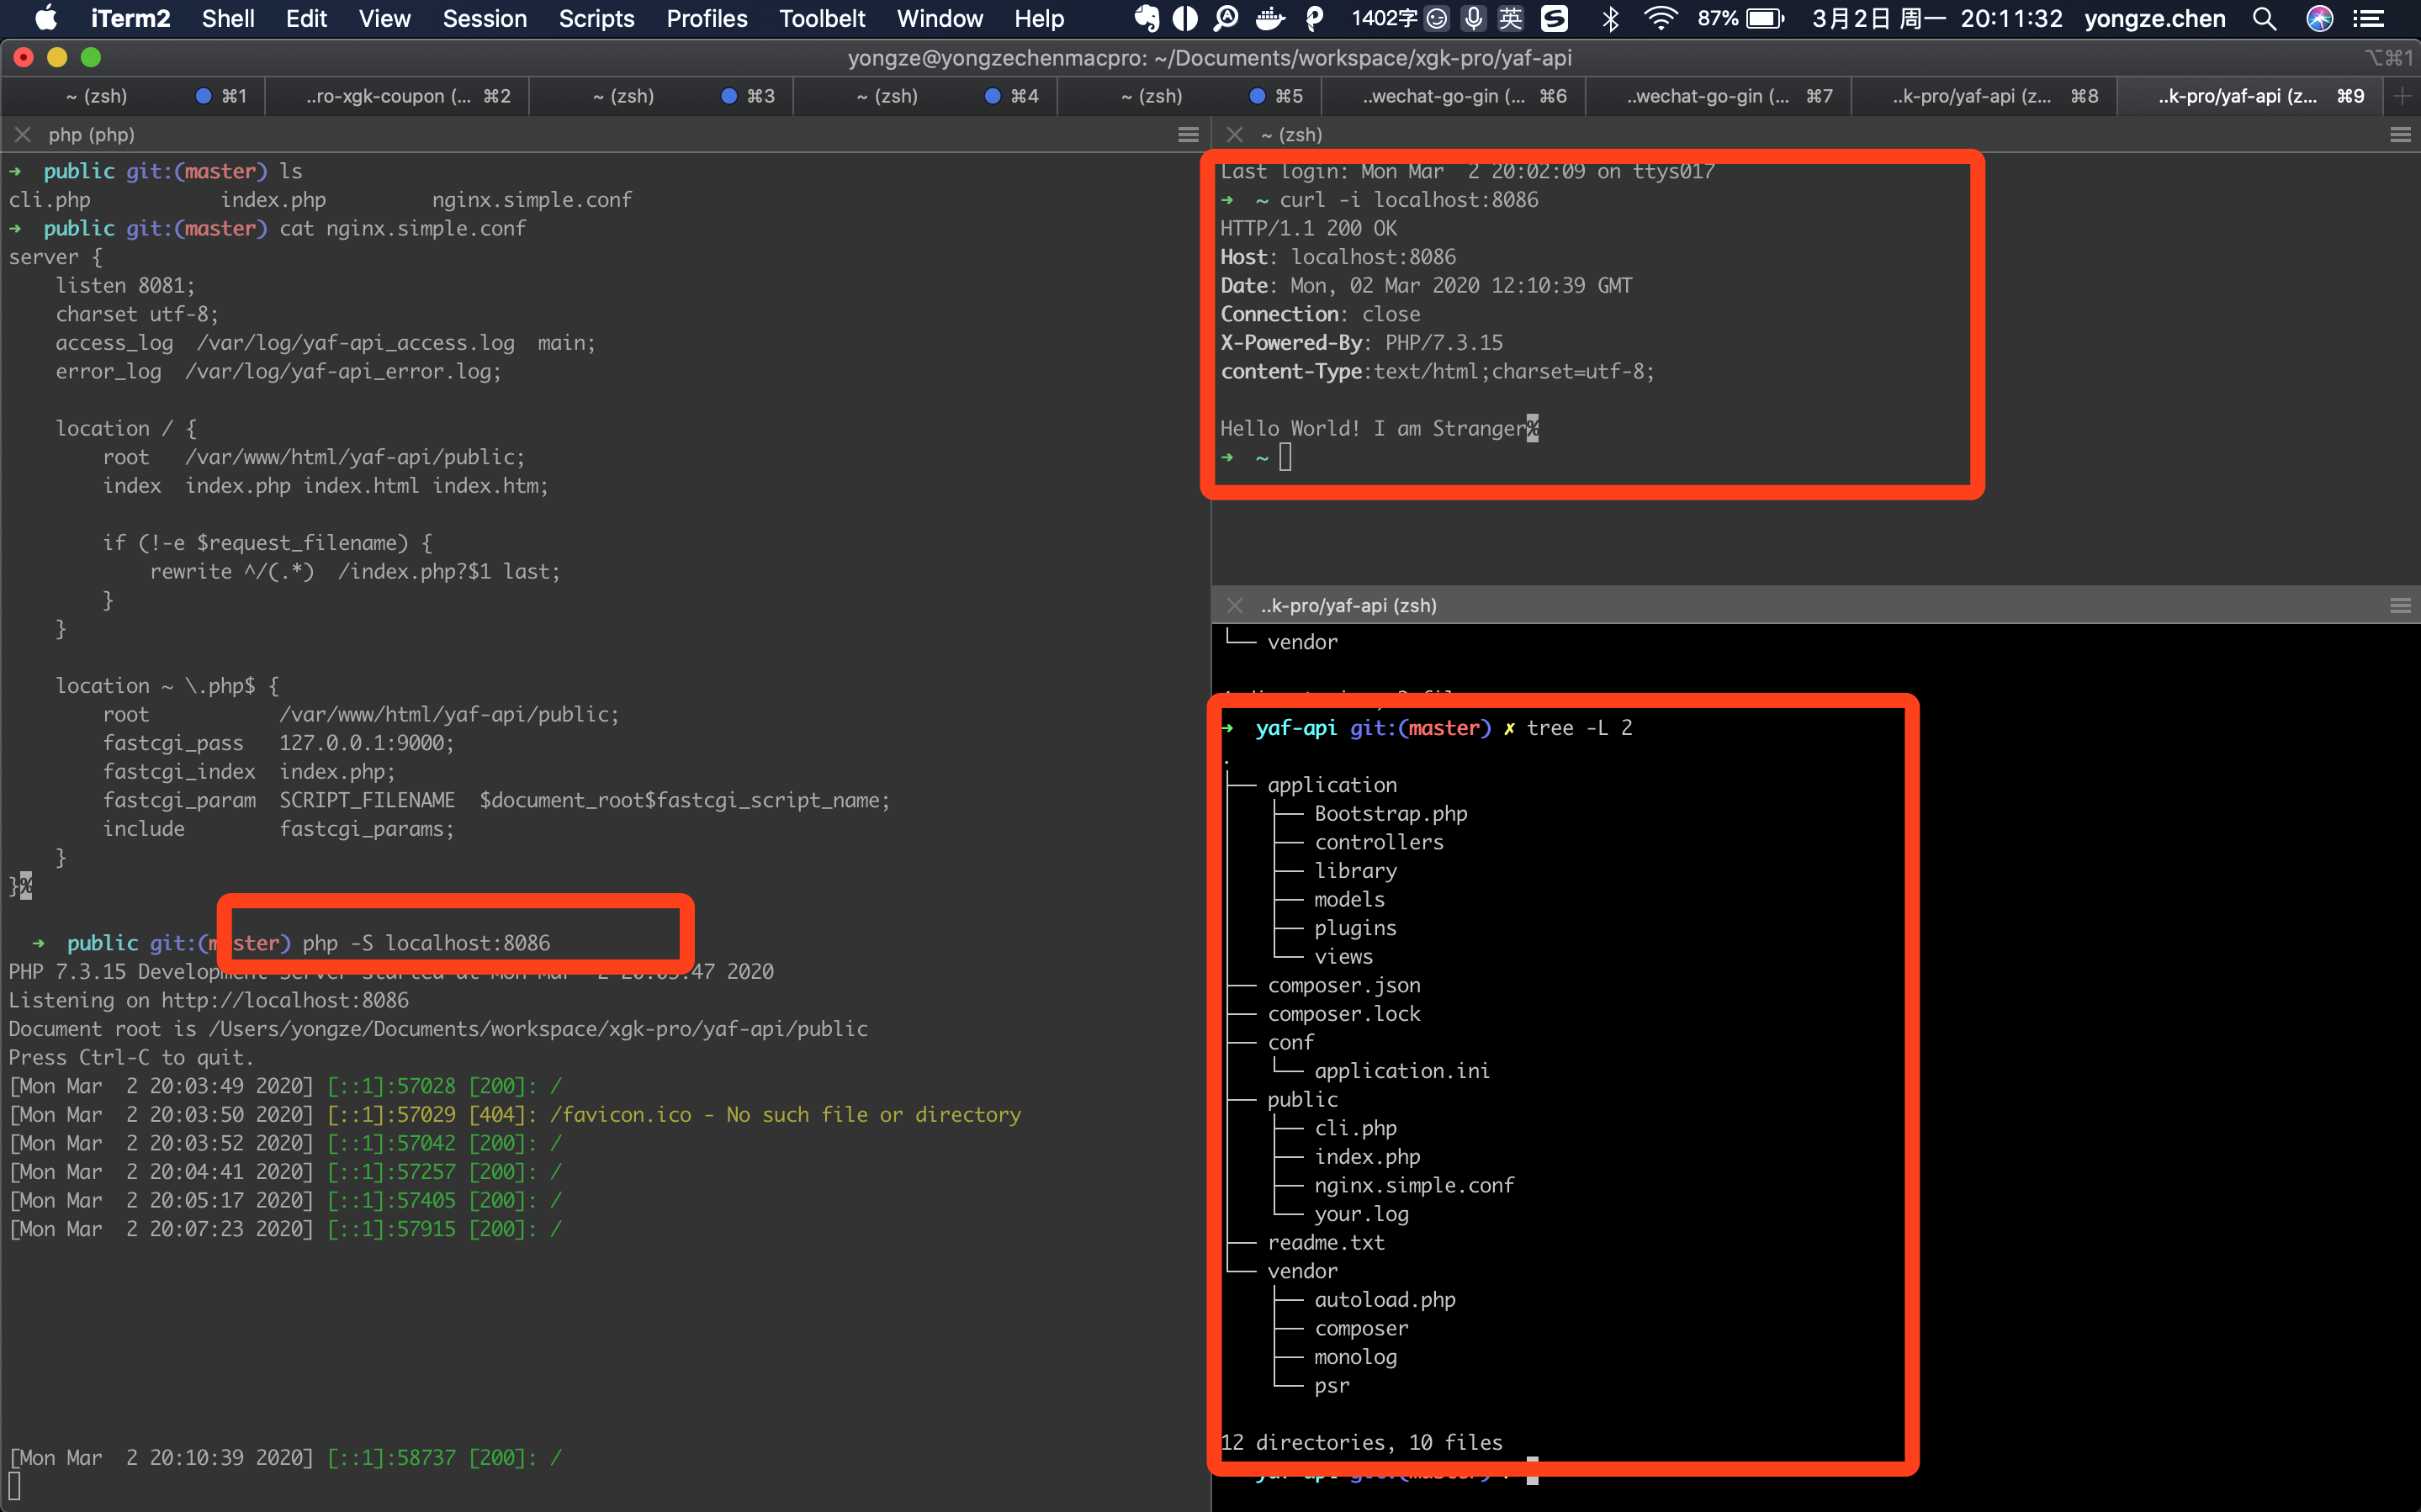 iTerm2 Shell Edit View Session Scripts Profiles Toolbelt Window Help 1402字 英 87% 3月2日 周一 20:11:32 yongze.chen
yongze@yongzechenmacpro: ~/Documents/workspace/xgk-pro/yaf-api ⌥⌘1
~ (zsh) ⌘1 ..ro-xgk-coupon (... ⌘2 ~ (zsh) ⌘3 ~ (zsh) ⌘4 ~ (zsh) ⌘5 ..wechat-go-gin (... ⌘6 ..wechat-go-gin (... ⌘7 ..k-pro/yaf-api (z... ⌘8 ..k-pro/yaf-api (z... ⌘9
php (php)
➜ public git:(master) ls
cli.php index.php nginx.simple.conf
➜ public git:(master) cat nginx.simple.conf
server {
    listen 8081;
    charset utf-8;
    access_log /var/log/yaf-api_access.log main;
    error_log /var/log/yaf-api_error.log;
    location / {
        root /var/www/html/yaf-api/public;
        index index.php index.html index.htm;
        if (!-e $request_filename) {
            rewrite ^/(.*) /index.php?$1 last;
        }
    }
    location ~ \.php$ {
        root /var/www/html/yaf-api/public;
        fastcgi_pass 127.0.0.1:9000;
        fastcgi_index index.php;
        fastcgi_param SCRIPT_FILENAME $document_root$fastcgi_script_name;
        include fastcgi_params;
    }
}%
➜ public git:(master) php -S localhost:8086
PHP 7.3.15 Development Server started at Mon Mar 2 20:03:47 2020
Listening on http://localhost:8086
Document root is /Users/yongze/Documents/workspace/xgk-pro/yaf-api/public
Press Ctrl-C to quit.
[Mon Mar 2 20:03:49 2020] [::1]:57028 [200]: /
[Mon Mar 2 20:03:50 2020] [::1]:57029 [404]: /favicon.ico - No such file or directory
[Mon Mar 2 20:03:52 2020] [::1]:57042 [200]: /
[Mon Mar 2 20:04:41 2020] [::1]:57257 [200]: /
[Mon Mar 2 20:05:17 2020] [::1]:57405 [200]: /
[Mon Mar 2 20:07:23 2020] [::1]:57915 [200]: /
[Mon Mar 2 20:10:39 2020] [::1]:58737 [200]: /
~ (zsh)
Last login: Mon Mar 2 20:02:09 on ttys017
➜ ~ curl -i localhost:8086
HTTP/1.1 200 OK
Host: localhost:8086
Date: Mon, 02 Mar 2020 12:10:39 GMT
Connection: close
X-Powered-By: PHP/7.3.15
content-Type:text/html;charset=utf-8;
Hello World! I am Stranger%
➜ ~
..k-pro/yaf-api (zsh)
└── vendor
➜ yaf-api git:(master) ✗ tree -L 2
.
├── application
│   ├── Bootstrap.php
│   ├── controllers
│   ├── library
│   ├── models
│   ├── plugins
│   └── views
├── composer.json
├── composer.lock
├── conf
│   └── application.ini
├── public
│   ├── cli.php
│   ├── index.php
│   ├── nginx.simple.conf
│   └── your.log
├── readme.txt
└── vendor
    ├── autoload.php
    ├── composer
    ├── monolog
    └── psr
12 directories, 10 files
yaf-api git:(master)